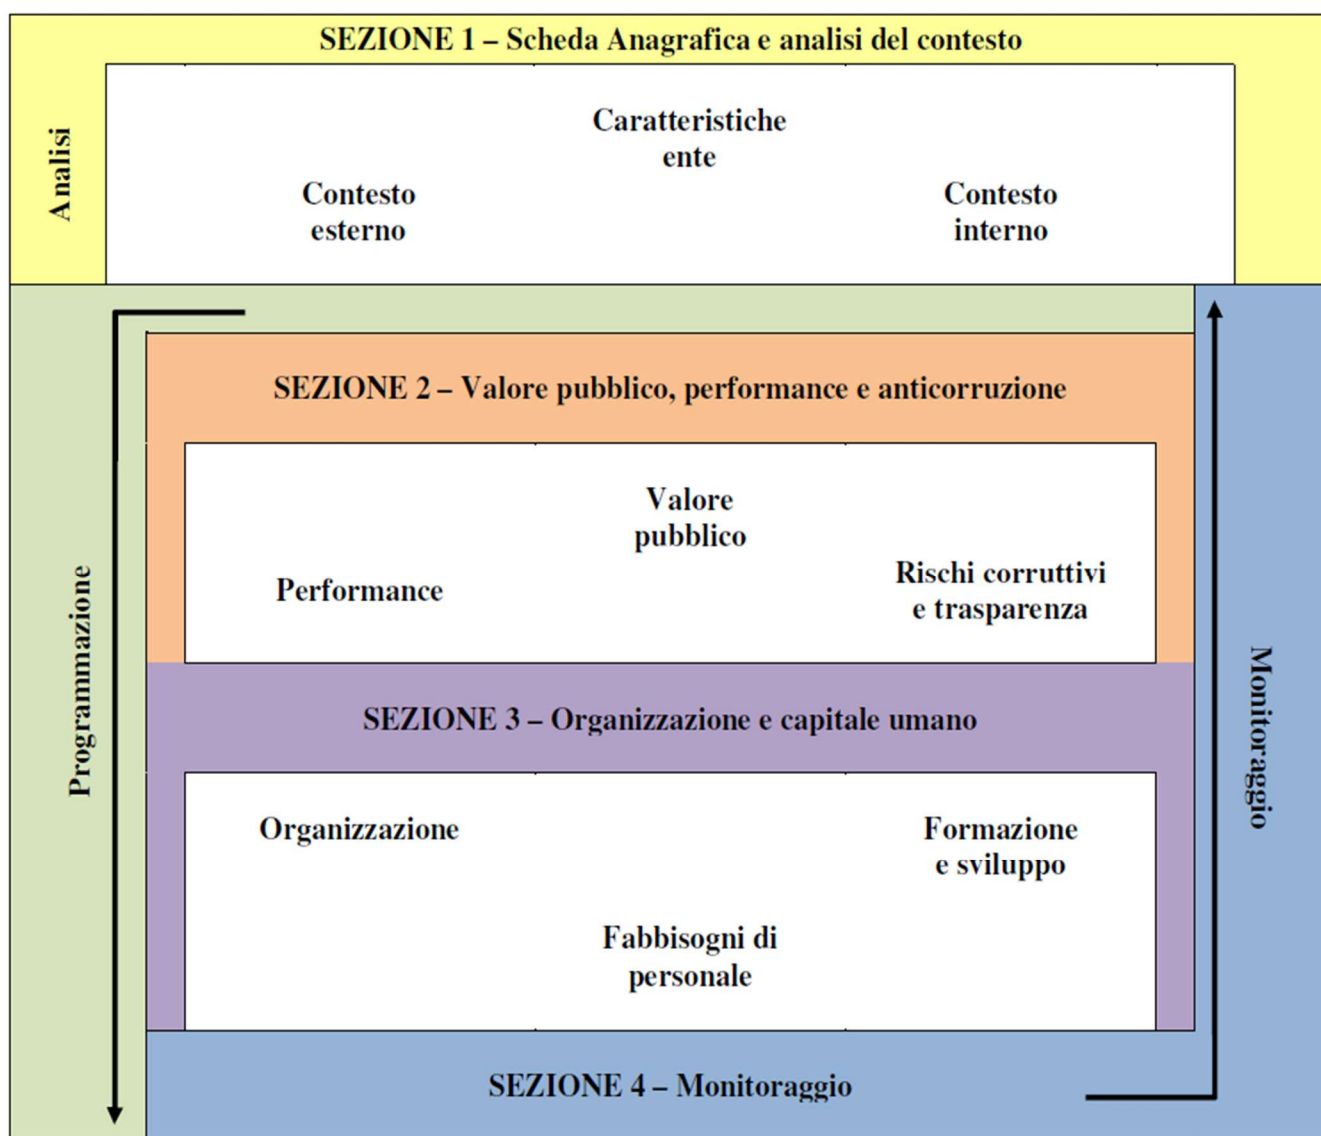 SEZIONE 1 – Scheda Anagrafica e analisi del contesto
Analisi
Caratteristiche
ente
Contesto
esterno
Contesto
interno
Programmazione
SEZIONE 2 – Valore pubblico, performance e anticorruzione
Valore
pubblico
Performance
Rischi corruttivi
e trasparenza
Monitoraggio
SEZIONE 3 – Organizzazione e capitale umano
Organizzazione
Formazione
e sviluppo
Fabbisogni di
personale
SEZIONE 4 – Monitoraggio